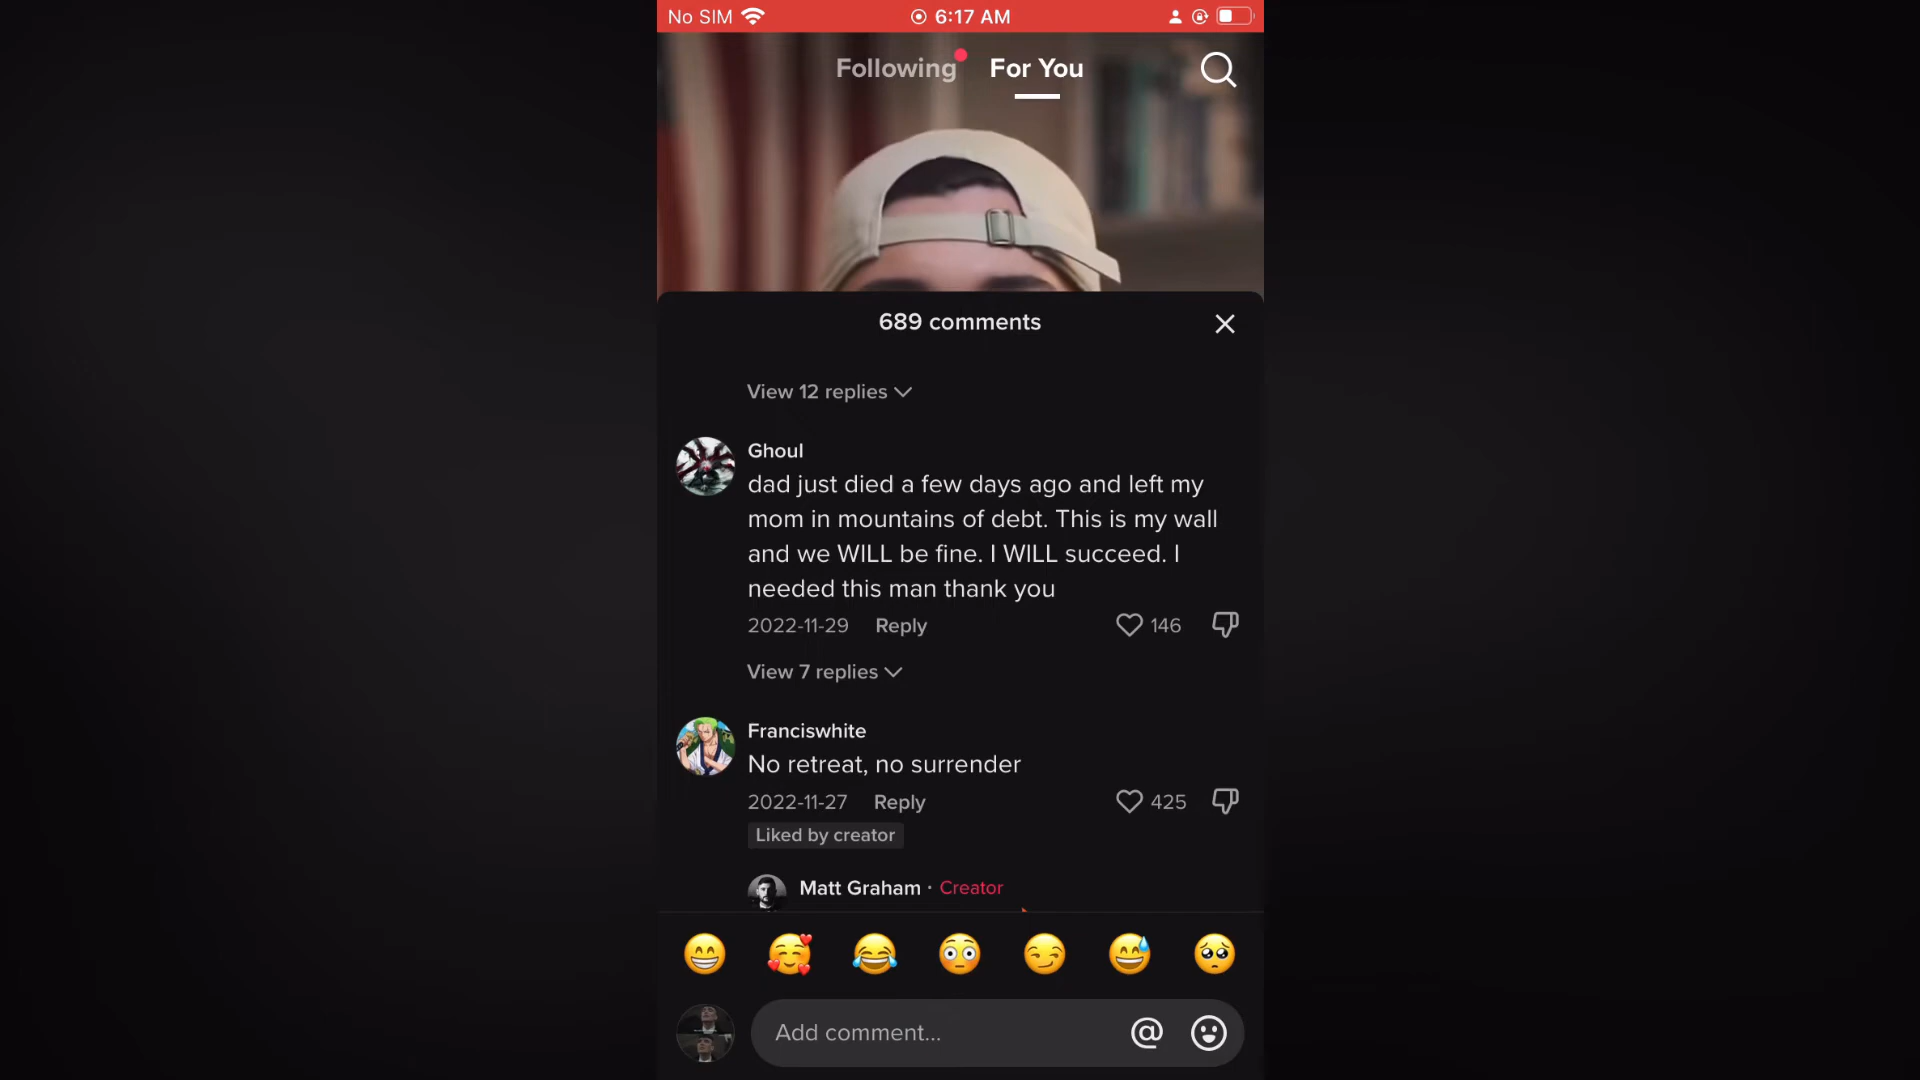 No SIM 6:17 AM
Following For You
689 comments
View 12 replies
Ghoul
dad just died a few days ago and left my
mom in mountains of debt. This is my wall
and we WILL be fine. I WILL succeed. I
needed this man thank you
2022-11-29 Reply 146
View 7 replies
Franciswhite
No retreat, no surrender
2022-11-27 Reply 425
Liked by creator
Matt Graham · Creator
Add comment... @